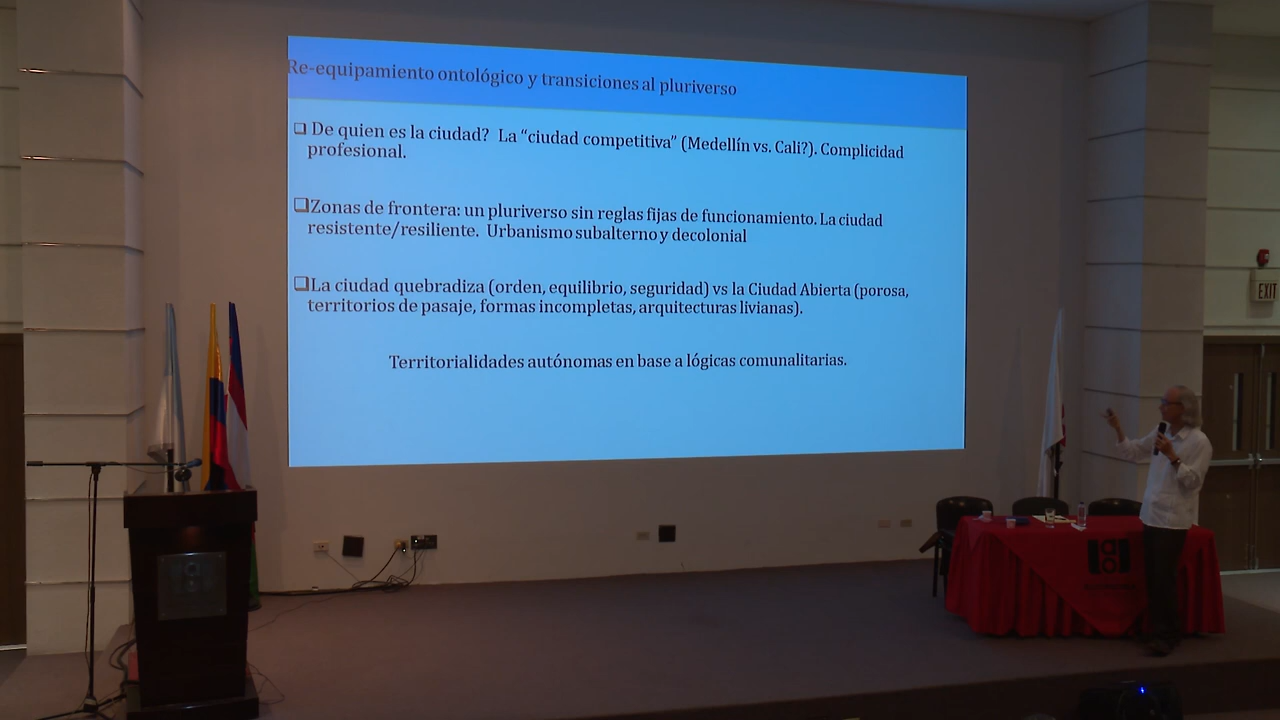 Re-equipamiento ontológico y transiciones al pluriverso
❑ De quien es la ciudad? La “ciudad competitiva” (Medellín vs. Cali?). Complicidad
profesional.
❑Zonas de frontera: un pluriverso sin reglas fijas de funcionamiento. La ciudad
resistente/resiliente. Urbanismo subalterno y decolonial
❑La ciudad quebradiza (orden, equilibrio, seguridad) vs la Ciudad Abierta (porosa,
territorios de pasaje, formas incompletas, arquitecturas livianas).
Territorialidades autónomas en base a lógicas comunalitarias.
EXIT